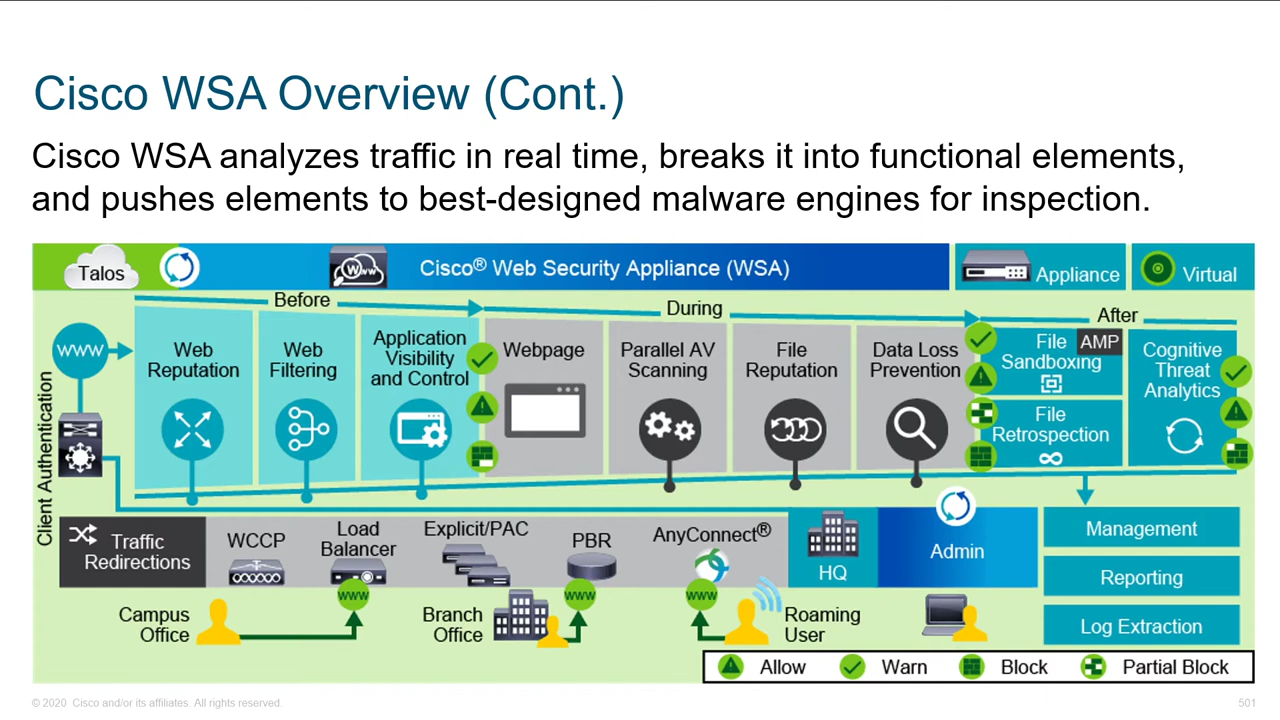 Cisco WSA Overview (Cont.)
Cisco WSA analyzes traffic in real time, breaks it into functional elements,
and pushes elements to best-designed malware engines for inspection.
Talos
www
Cisco® Web Security Appliance (WSA)
Appliance
Virtual
Before
During
After
Client Authentication
www
Web
Reputation
Web
Filtering
Application
Visibility
and Control
Webpage
Parallel AV
Scanning
File
Reputation
Data Loss
Prevention
File
Sandboxing
AMP
File
Retrospection
Cognitive
Threat
Analytics
Traffic
Redirections
WCCP
Load
Balancer
Explicit/PAC
PBR
AnyConnect®
HQ
Admin
Management
Reporting
Log Extraction
Campus
Office
www
Branch
Office
www
www
Roaming
User
Allow
Warn
Block
Partial Block
© 2020 Cisco and/or its affiliates. All rights reserved.
501